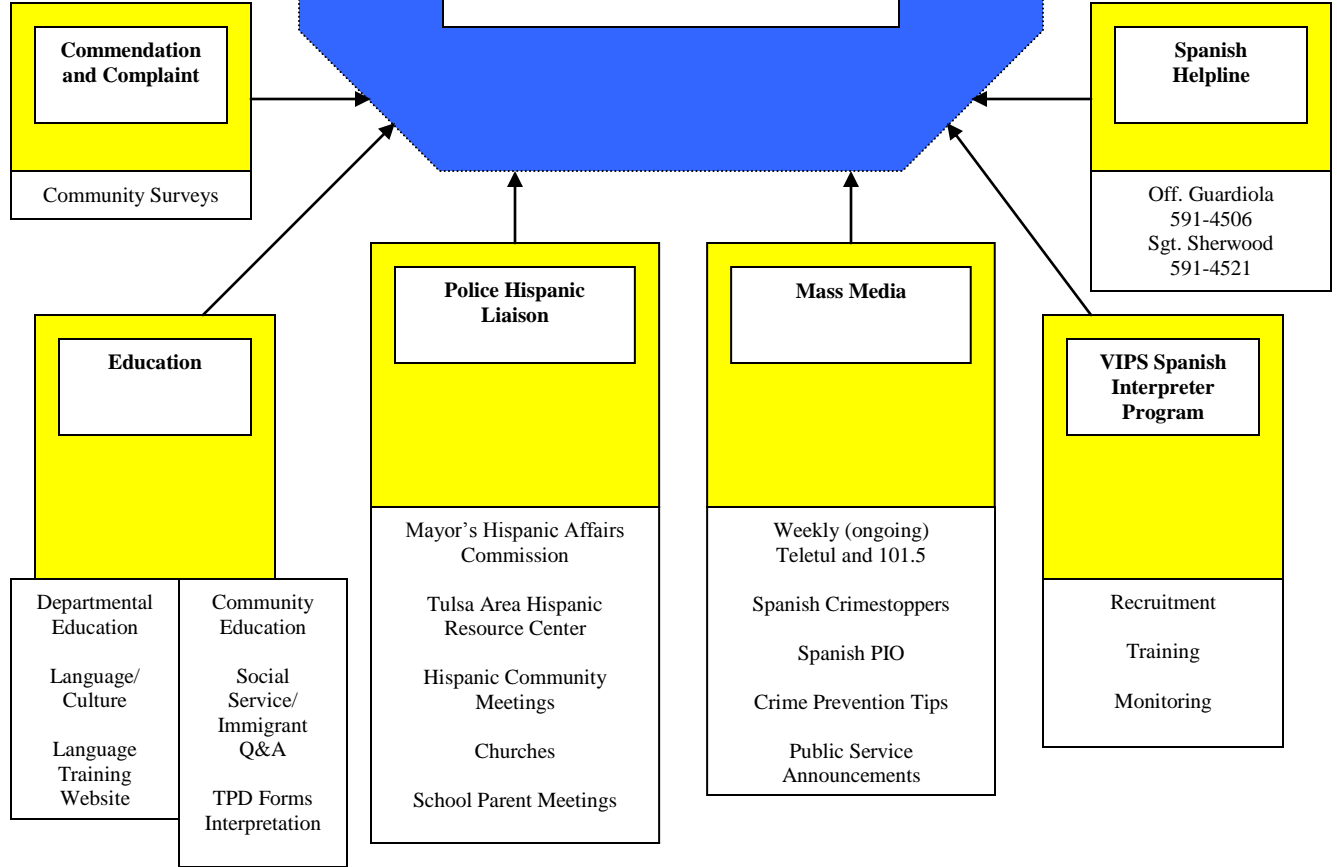 Commendation
and Complaint
Community Surveys
Spanish
Helpline
Off. Guardiola
591-4506
Sgt. Sherwood
591-4521
Education
Departmental
Education
Language/
Culture
Language
Training
Website
Community
Education
Social
Service/
Immigrant
Q&A
TPD Forms
Interpretation
Police Hispanic
Liaison
Mayor’s Hispanic Affairs
Commission
Tulsa Area Hispanic
Resource Center
Hispanic Community
Meetings
Churches
School Parent Meetings
Mass Media
Weekly (ongoing)
Teletul and 101.5
Spanish Crimestoppers
Spanish PIO
Crime Prevention Tips
Public Service
Announcements
VIPS Spanish
Interpreter
Program
Recruitment
Training
Monitoring